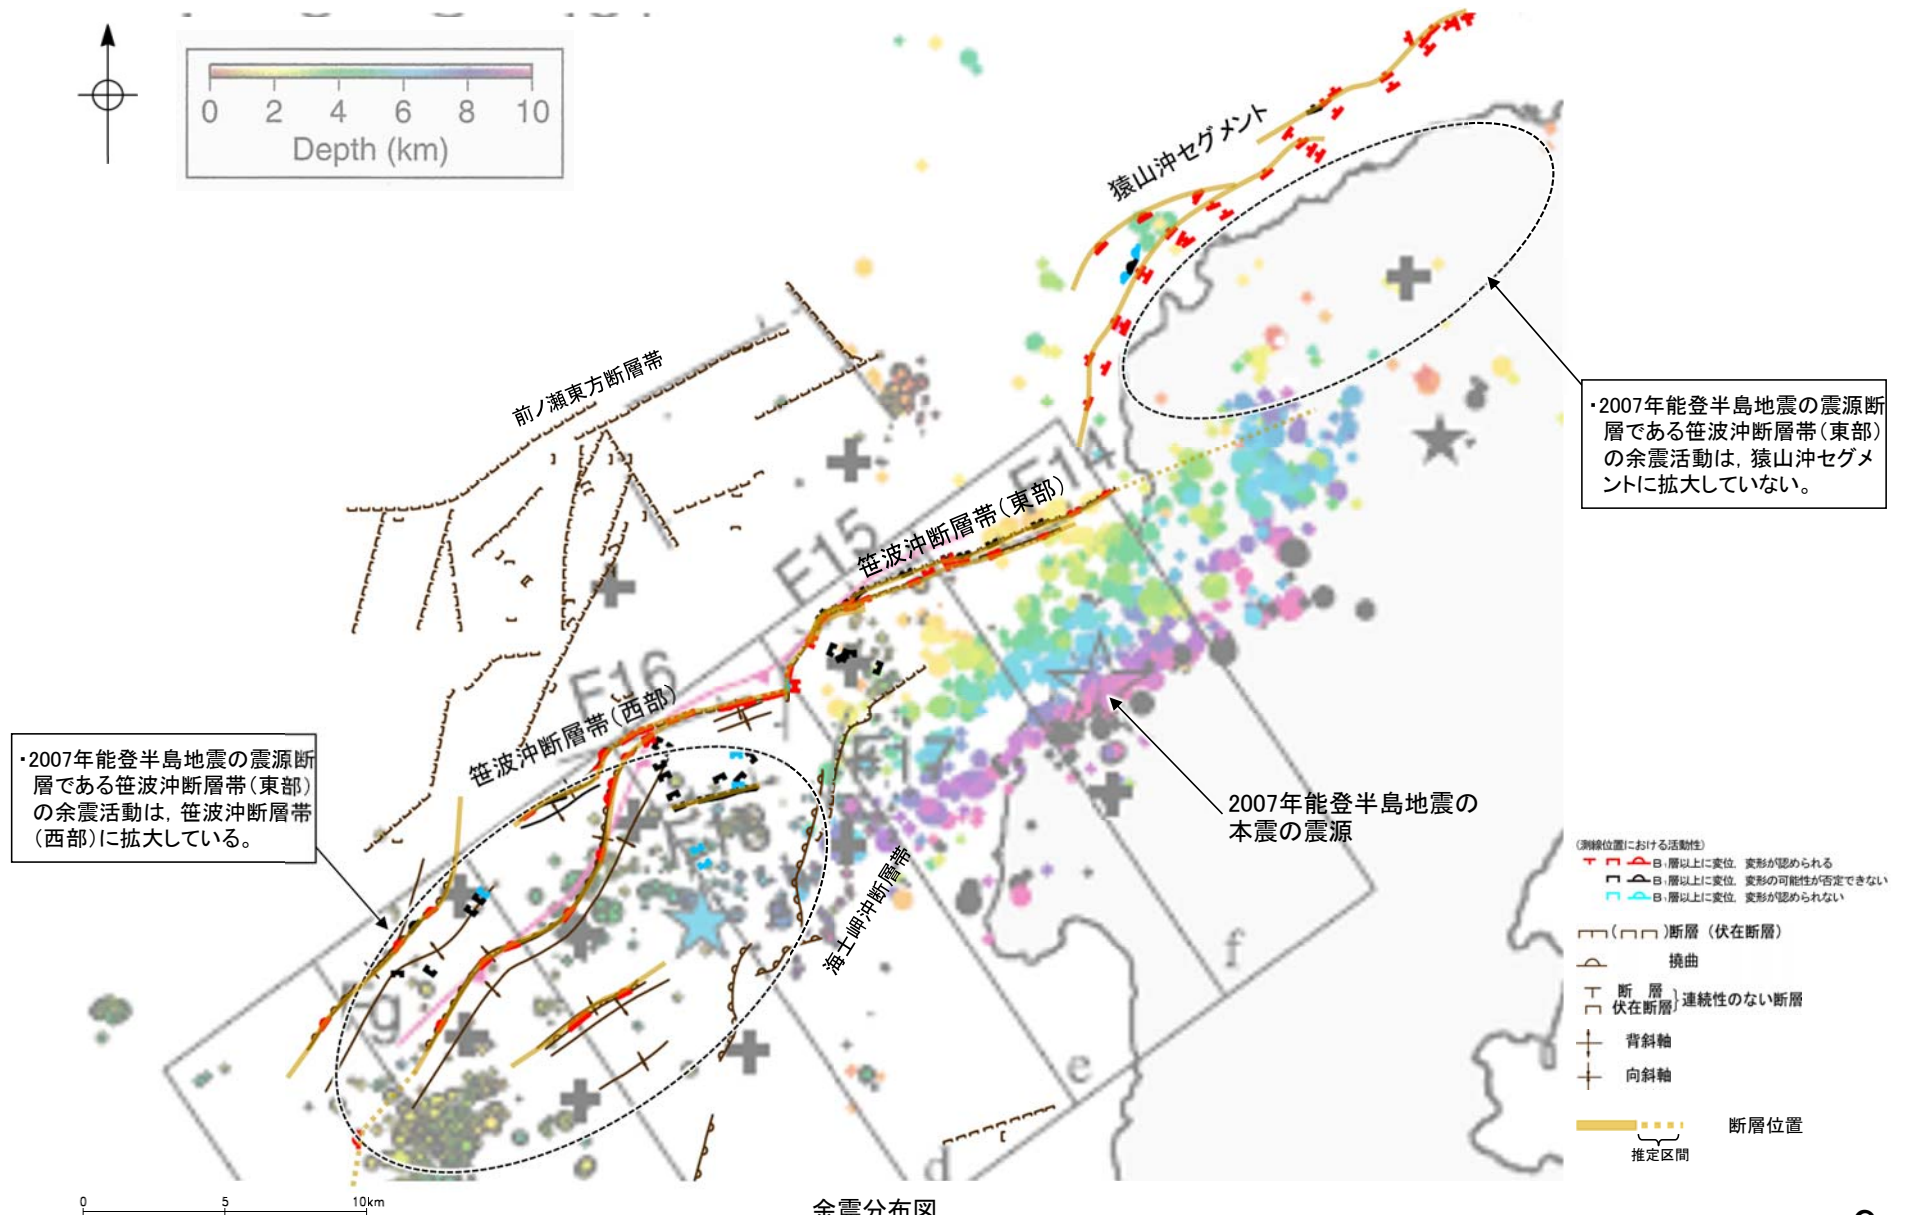 0 2 4 6 8 10
Depth (km)
猿山沖セグメント
前ノ瀬東方断層帯
・2007年能登半島地震の震源断
層である笹波沖断層帯(東部)
の余震活動は,猿山沖セグメ
ントに拡大していない。
E14
笹波沖断層帯(東部)
E15
F16
笹波沖断層帯(西部)
F17
・2007年能登半島地震の震源断
層である笹波沖断層帯(東部)
の余震活動は,笹波沖断層帯
(西部)に拡大している。
2007年能登半島地震の
本震の震源
海士岬沖断層帯
f
g
e
d
(測線位置における活動性)
B₁層以上に変位,変形が認められる
B₁層以上に変位,変形の可能性が否定できない
B₁層以上に変位,変形が認められない
( )断層(伏在断層)
撓曲
断 層
伏在断層
連続性のない断層
背斜軸
向斜軸
断層位置
推定区間
0 5 10km
余震分布図